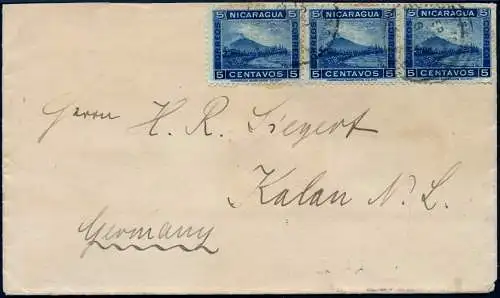 5 NICARAGUA 5 5 NICARAGUA 5 5 NICARAGUA 5
5 CENTAVOS 5 5 CENTAVOS 5 5 CENTAVOS 5
Herrn H. R. Siegert
Kalan N. L.
Germany